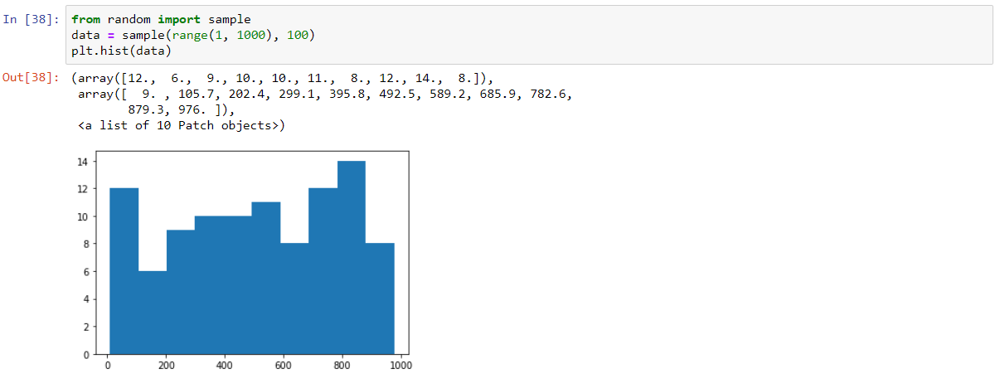 In [38]: from random import sample
data = sample(range(1, 1000), 100)
plt.hist(data)
Out[38]: (array([12.,  6.,  9., 10., 10., 11.,  8., 12., 14.,  8.]),
array([  9. , 105.7, 202.4, 299.1, 395.8, 492.5, 589.2, 685.9, 782.6,
879.3, 976. ]),
<a list of 10 Patch objects>)
14
12
10
8
6
4
2
0
0 200 400 600 800 1000